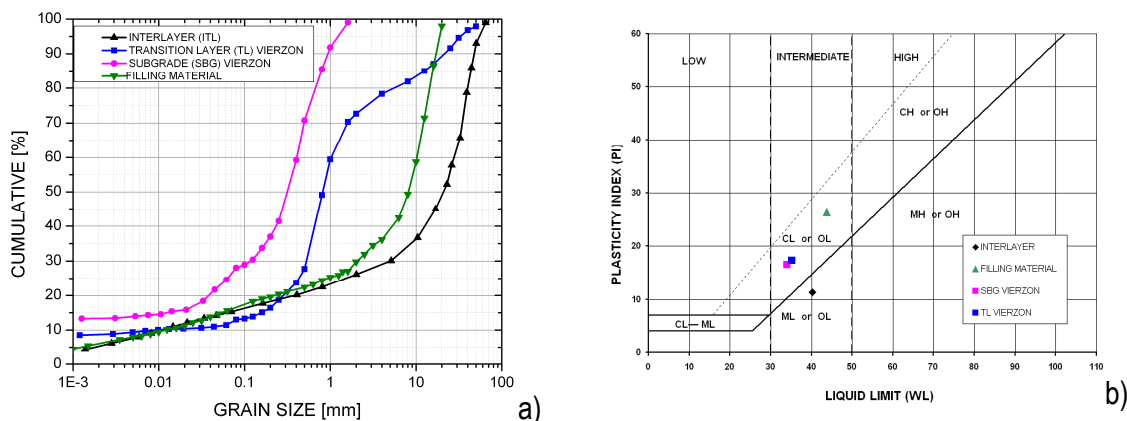 100
90
80
70
60
50
40
30
20
10
0
CUMULATIVE [%]
INTERLAYER (ITL)
TRANSITION LAYER (TL) VIERZON
SUBGRADE (SBG) VIERZON
FILLING MATERIAL
1E-3 0.01 0.1 1 10 100
GRAIN SIZE [mm]
a)
60
50
40
30
20
10
0
PLASTICITY INDEX (PI)
LOW INTERMEDIATE HIGH
CH or OH
MH or OH
CL or OL
ML or OL
CL—ML
INTERLAYER
FILLING MATERIAL
SBG VIERZON
TL VIERZON
0 10 20 30 40 50 60 70 80 90 100 110
LIQUID LIMIT (WL)
b)